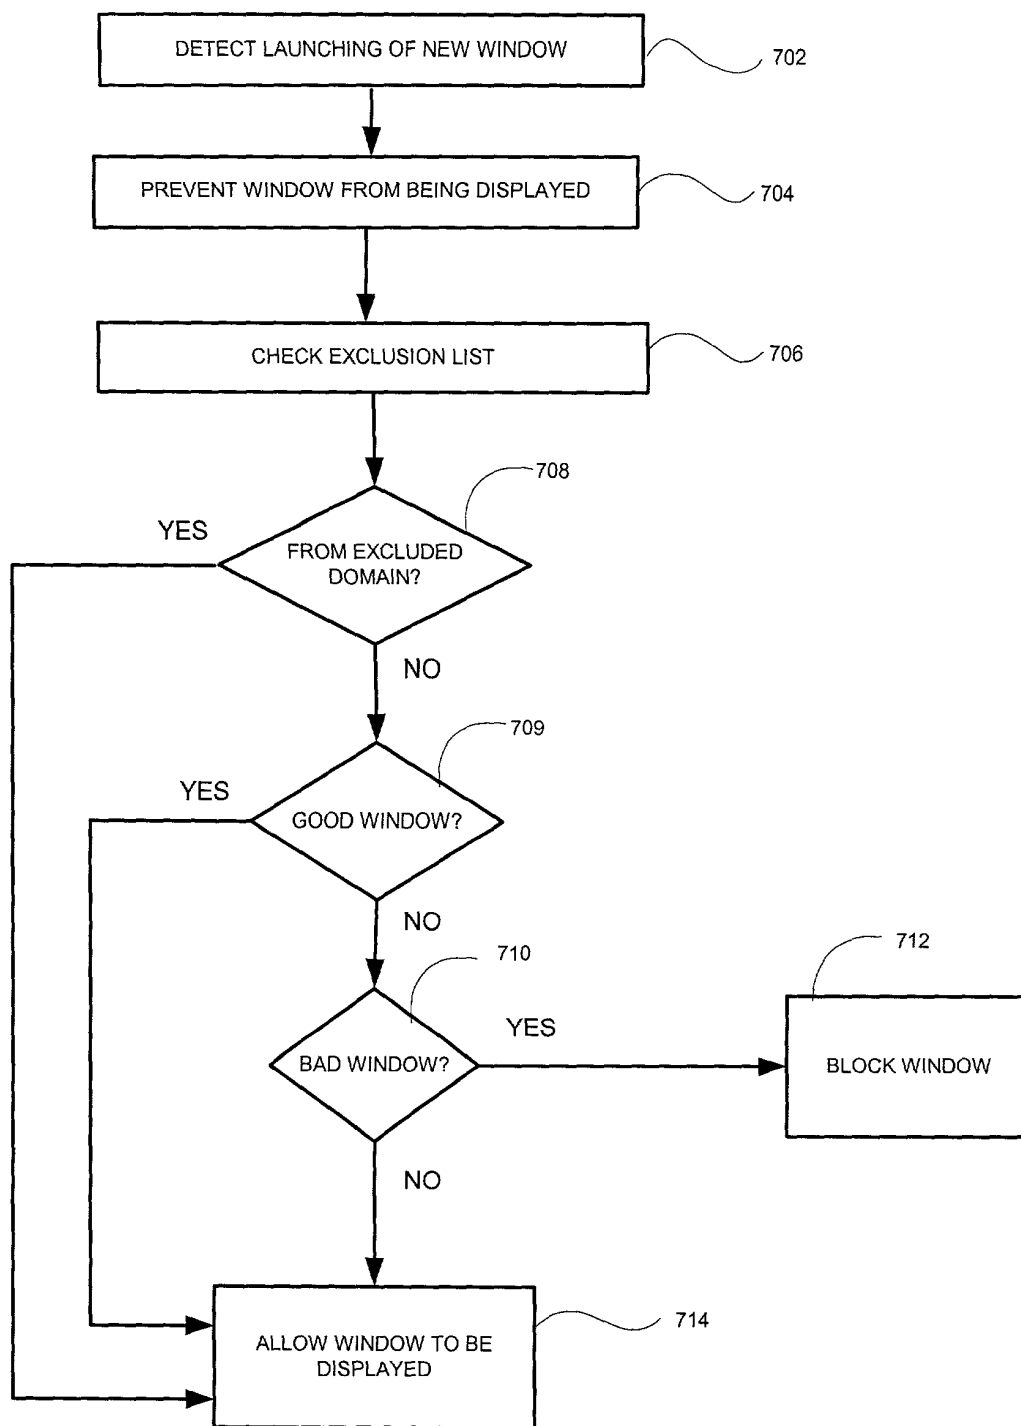 DETECT LAUNCHING OF NEW WINDOW
702
PREVENT WINDOW FROM BEING DISPLAYED
704
CHECK EXCLUSION LIST
706
708
YES
FROM EXCLUDED
DOMAIN?
NO
709
YES
GOOD WINDOW?
NO
710
712
YES
BAD WINDOW?
BLOCK WINDOW
NO
714
ALLOW WINDOW TO BE
DISPLAYED